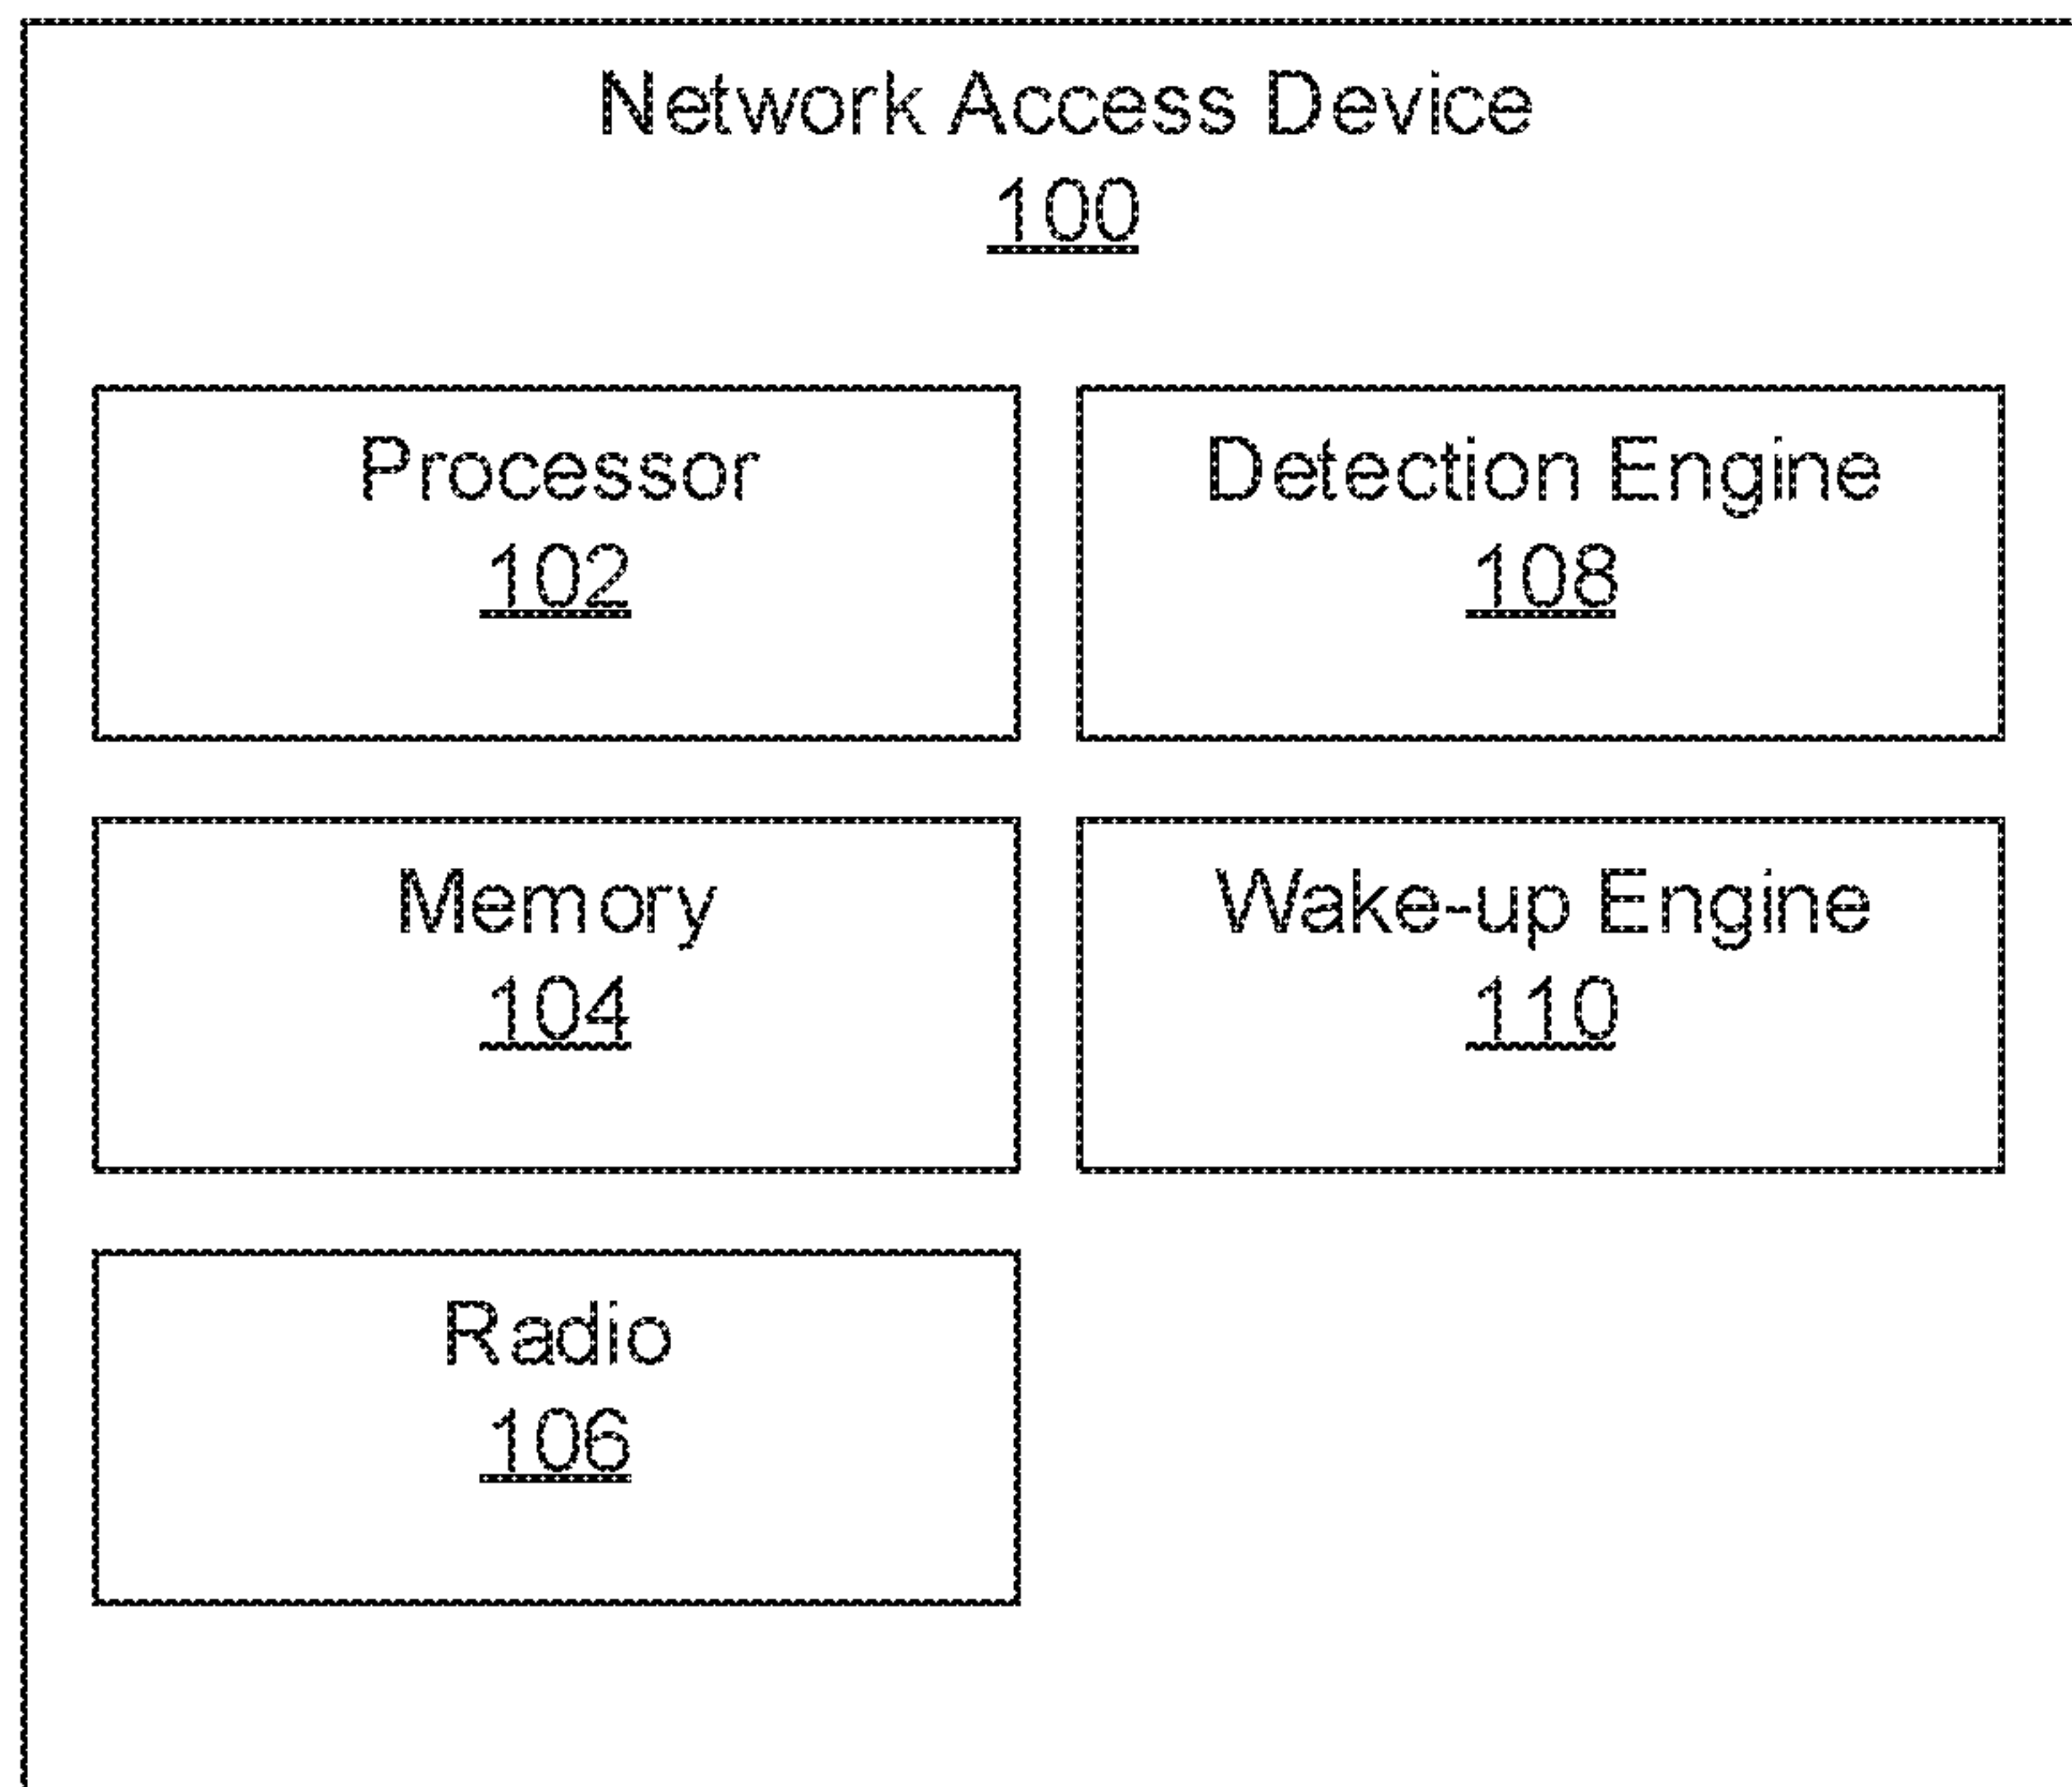 Network Access Device
100
Processor
102
Detection Engine
108
Memory
104
Wake-up Engine
110
Radio
106